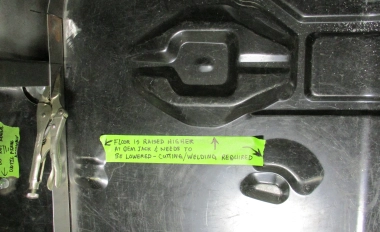 FLOOR IS RAISED HIGHER
AT OEM JACK & NEEDS TO
BE LOWERED - CUTTING/WELDING REQUIRED